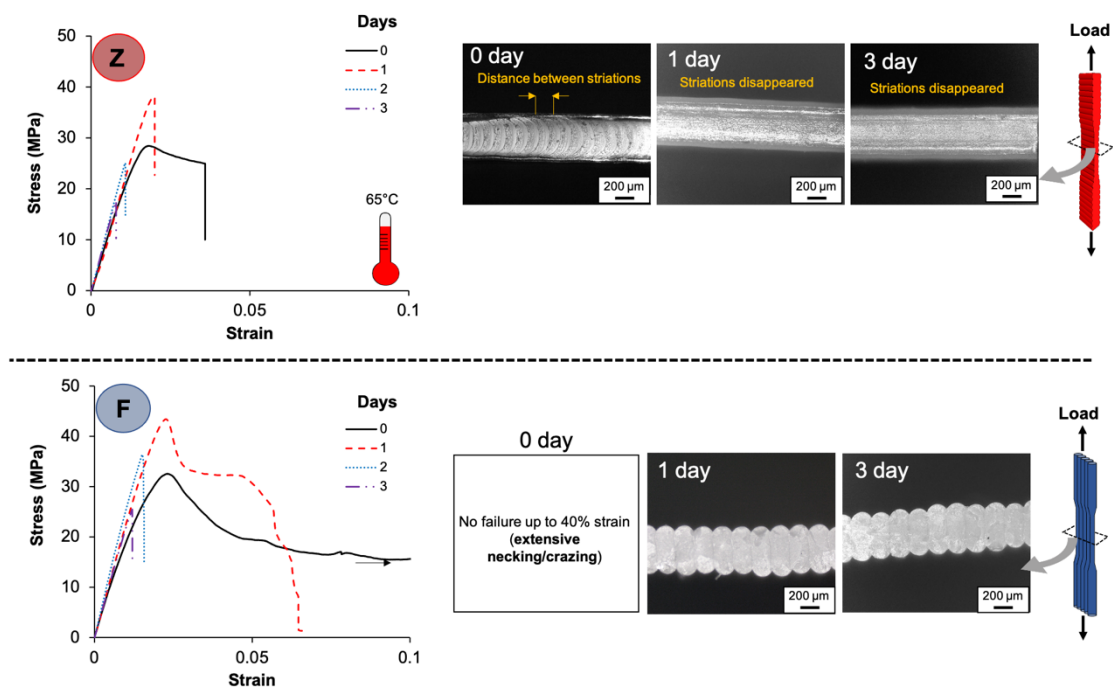 Z
Days
0
1
2
3
50
40
30
20
10
0
Stress (MPa)
0
0.05
0.1
Strain
65°C
0 day
Distance between striations
200 µm
1 day
Striations disappeared
200 µm
3 day
Striations disappeared
200 µm
Load
F
Days
0
1
2
3
50
40
30
20
10
0
Stress (MPa)
0
0.05
0.1
Strain
0 day
No failure up to 40% strain
(extensive
necking/crazing)
1 day
200 µm
3 day
200 µm
Load